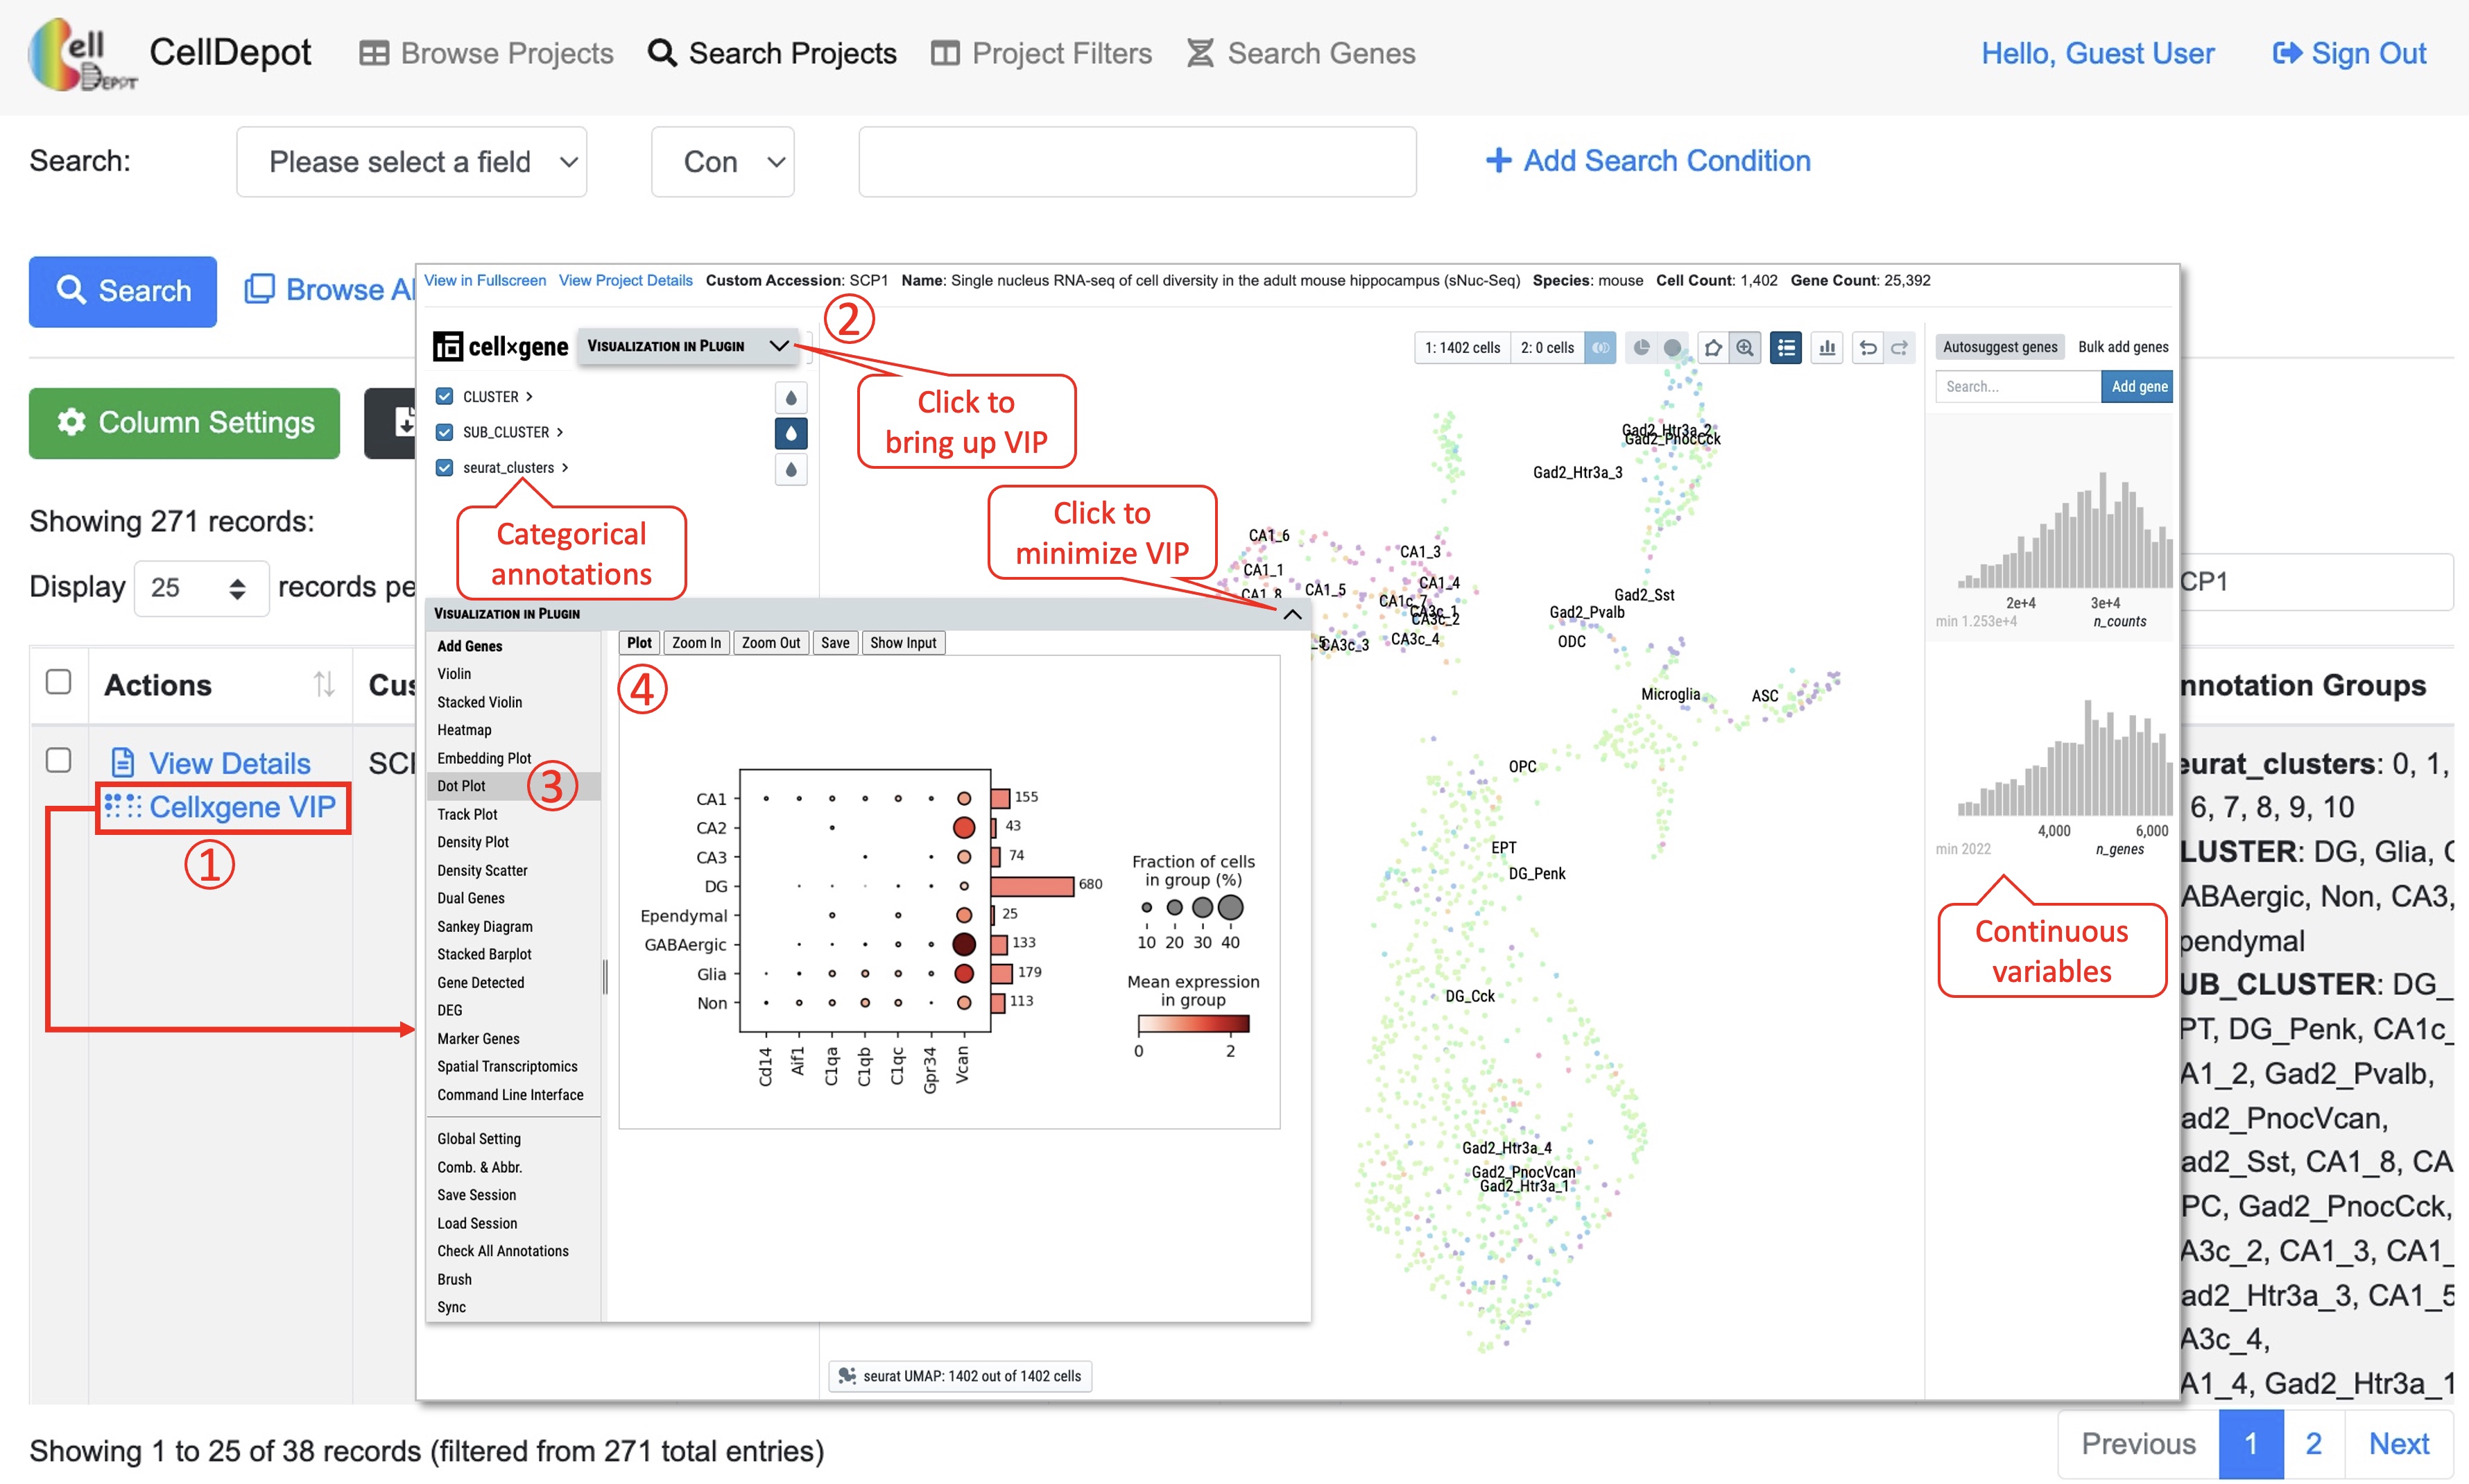 Cell
DEPPT
CellDepot
Browse Projects
Search Projects
Project Filters
Search Genes
Hello, Guest User
Sign Out
Search:
Please select a field
Con
Add Search Condition
Search
Browse Al
Column Settings
Showing 271 records:
Display 25 records pe
CP1
Actions
Cus
nnotation Groups
View Details
SCP
Cellxgene VIP
①
eurat_clusters: 0, 1,
6, 7, 8, 9, 10
LUSTER: DG, Glia, C
ABAergic, Non, CA3,
pendymal
UB_CLUSTER: DG_
PT, DG_Penk, CA1c_
A1_2, Gad2_Pvalb,
ad2_PnocVcan,
ad2_Sst, CA1_8, CA
PC, Gad2_PnocCck,
A3c_2, CA1_3, CA1_
ad2_Htr3a_3, CA1_5
A3c_4,
A1_4, Gad2_Htr3a_1
View in Fullscreen View Project Details Custom Accession: SCP1 Name: Single nucleus RNA-seq of cell diversity in the adult mouse hippocampus (sNuc-Seq) Species: mouse Cell Count: 1,402 Gene Count: 25,392
②
cell×gene
VISUALIZATION IN PLUGIN
1: 1402 cells
2: 0 cells
Autosuggest genes
Bulk add genes
Search...
Add gene
CLUSTER
SUB_CLUSTER
seurat_clusters
Click to
bring up VIP
Categorical
annotations
Click to
minimize VIP
VISUALIZATION IN PLUGIN
Add Genes
Violin
Stacked Violin
Heatmap
Embedding Plot
Dot Plot
③
Track Plot
Density Plot
Density Scatter
Dual Genes
Sankey Diagram
Stacked Barplot
Gene Detected
DEG
Marker Genes
Spatial Transcriptomics
Command Line Interface
Global Setting
Comb. & Abbr.
Save Session
Load Session
Check All Annotations
Brush
Sync
Plot
Zoom In
Zoom Out
Save
Show Input
④
CA1
155
CA2
43
CA3
74
DG
680
Ependymal
25
GABAergic
133
Glia
179
Non
113
Cd14
Aif1
C1qa
C1qb
C1qc
Gpr34
Vcan
Fraction of cells
in group (%)
10 20 30 40
Mean expression
in group
0 2
Gad2_Htr3a_2
Gad2_PnocCck
Gad2_Htr3a_3
CA1_6
CA1_3
CA1_1
CA1_4
CA1_5
CA1_8
CA1c_7
CA3c_1
CA3c_2
CA3c_4
_5
CA3c_3
Gad2_Sst
Gad2_Pvalb
ODC
Microglia
ASC
OPC
EPT
DG_Penk
DG_Cck
Gad2_Htr3a_4
Gad2_PnocVcan
Gad2_Htr3a_1
2e+4 3e+4
min 1.253e+4 n_counts
4,000 6,000
min 2022 n_genes
Continuous
variables
seurat UMAP: 1402 out of 1402 cells
Showing 1 to 25 of 38 records (filtered from 271 total entries)
Previous 1 2 Next